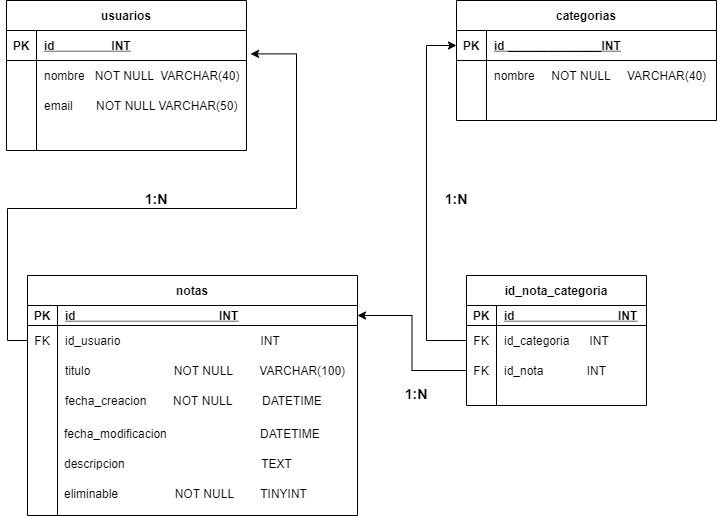 usuarios
PK id INT
nombre NOT NULL VARCHAR(40)
email NOT NULL VARCHAR(50)
categorias
PK id INT
nombre NOT NULL VARCHAR(40)
1:N
1:N
notas
PK id INT
FK id_usuario INT
titulo NOT NULL VARCHAR(100)
fecha_creacion NOT NULL DATETIME
fecha_modificacion DATETIME
descripcion TEXT
eliminable NOT NULL TINYINT
id_nota_categoria
PK id INT
FK id_categoria INT
FK id_nota INT
1:N